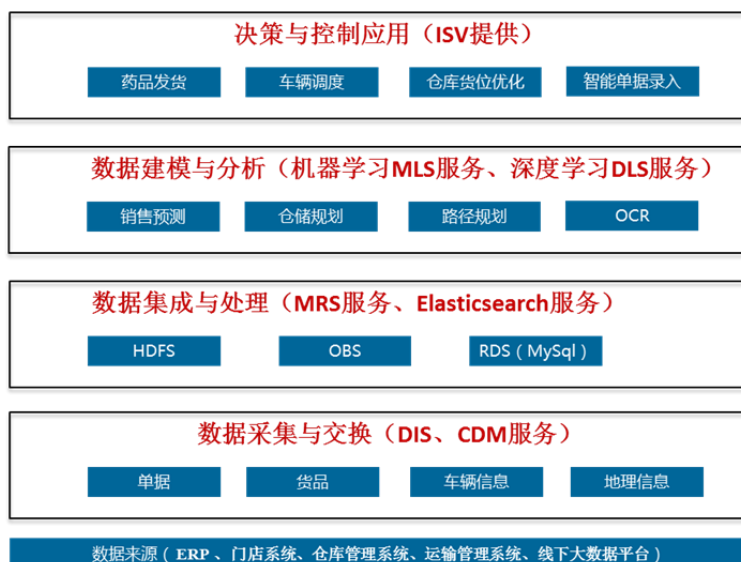 决策与控制应用（ISV提供）
药品发货 车辆调度 仓库货位优化 智能单据录入
数据建模与分析（机器学习MLS服务、深度学习DLS服务）
销售预测 仓储规划 路径规划 OCR
数据集成与处理（MRS服务、Elasticsearch服务）
HDFS OBS RDS（MySql）
数据采集与交换（DIS、CDM服务）
单据 货品 车辆信息 地理信息
数据来源（ERP、门店系统、仓库管理系统、运输管理系统、线下大数据平台）